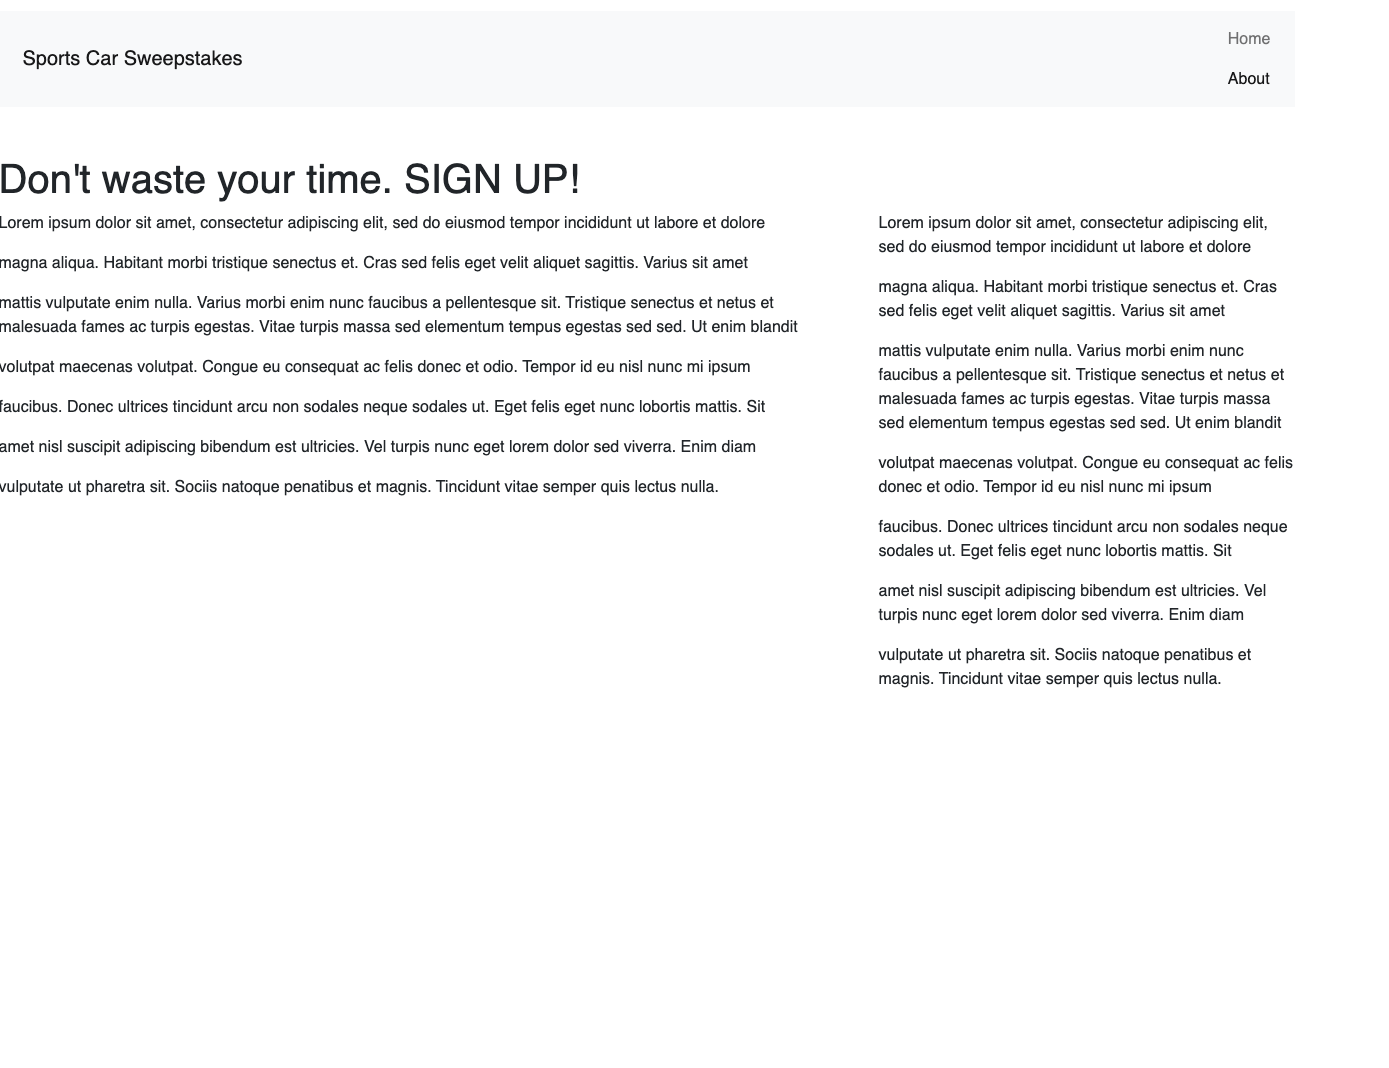 Sports Car Sweepstakes
Home
About
Don't waste your time. SIGN UP!
Lorem ipsum dolor sit amet, consectetur adipiscing elit, sed do eiusmod tempor incididunt ut labore et dolore
magna aliqua. Habitant morbi tristique senectus et. Cras sed felis eget velit aliquet sagittis. Varius sit amet
mattis vulputate enim nulla. Varius morbi enim nunc faucibus a pellentesque sit. Tristique senectus et netus et
malesuada fames ac turpis egestas. Vitae turpis massa sed elementum tempus egestas sed sed. Ut enim blandit
volutpat maecenas volutpat. Congue eu consequat ac felis donec et odio. Tempor id eu nisl nunc mi ipsum
faucibus. Donec ultrices tincidunt arcu non sodales neque sodales ut. Eget felis eget nunc lobortis mattis. Sit
amet nisl suscipit adipiscing bibendum est ultricies. Vel turpis nunc eget lorem dolor sed viverra. Enim diam
vulputate ut pharetra sit. Sociis natoque penatibus et magnis. Tincidunt vitae semper quis lectus nulla.
Lorem ipsum dolor sit amet, consectetur adipiscing elit,
sed do eiusmod tempor incididunt ut labore et dolore
magna aliqua. Habitant morbi tristique senectus et. Cras
sed felis eget velit aliquet sagittis. Varius sit amet
mattis vulputate enim nulla. Varius morbi enim nunc
faucibus a pellentesque sit. Tristique senectus et netus et
malesuada fames ac turpis egestas. Vitae turpis massa
sed elementum tempus egestas sed sed. Ut enim blandit
volutpat maecenas volutpat. Congue eu consequat ac felis
donec et odio. Tempor id eu nisl nunc mi ipsum
faucibus. Donec ultrices tincidunt arcu non sodales neque
sodales ut. Eget felis eget nunc lobortis mattis. Sit
amet nisl suscipit adipiscing bibendum est ultricies. Vel
turpis nunc eget lorem dolor sed viverra. Enim diam
vulputate ut pharetra sit. Sociis natoque penatibus et
magnis. Tincidunt vitae semper quis lectus nulla.